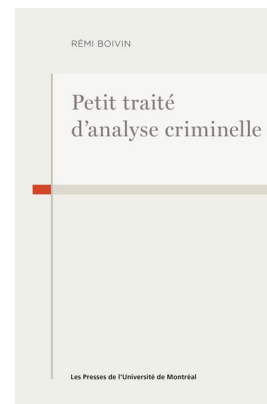 RÉMI BOIVIN
Petit traité
d'analyse criminelle
Les Presses de l'Université de Montréal